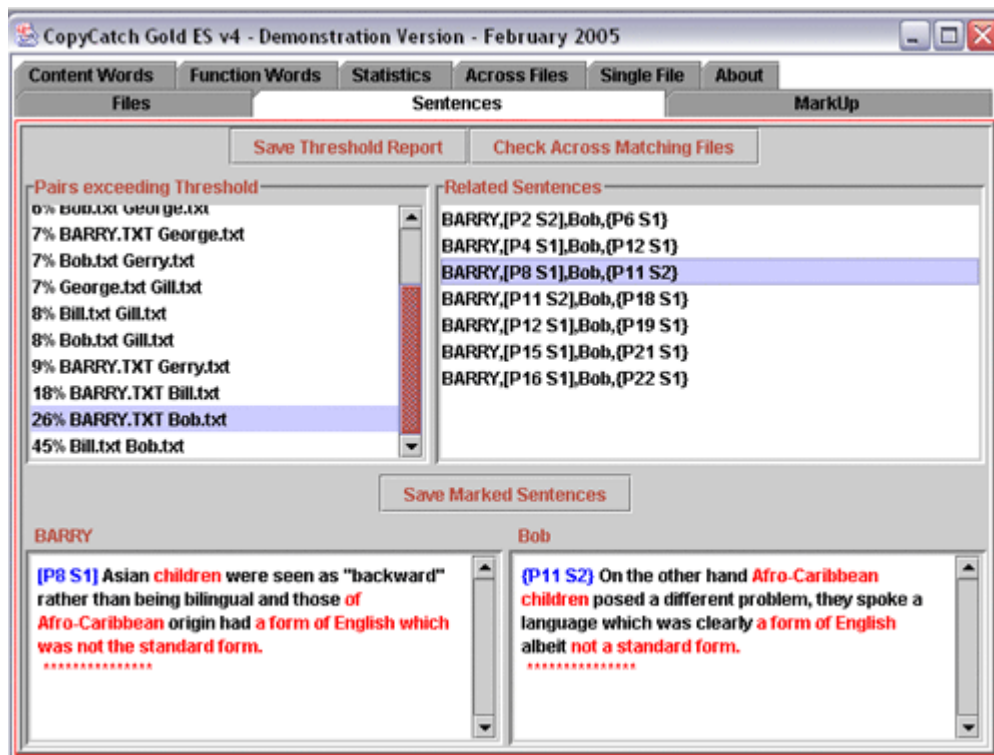 CopyCatch Gold ES v4 - Demonstration Version - February 2005
Content Words Function Words Statistics Across Files Single File About
Files Sentences MarkUp
Save Threshold Report Check Across Matching Files
Pairs exceeding Threshold
6% Bob.txt George.txt
7% BARRY.TXT George.txt
7% Bob.txt Gerry.txt
7% George.txt Gill.txt
8% Bill.txt Gill.txt
8% Bob.txt Gill.txt
9% BARRY.TXT Gerry.txt
18% BARRY.TXT Bill.txt
26% BARRY.TXT Bob.txt
45% Bill.txt Bob.txt
Related Sentences
BARRY,[P2 S2],Bob,{P6 S1}
BARRY,[P4 S1],Bob,{P12 S1}
BARRY,[P8 S1],Bob,{P11 S2}
BARRY,[P11 S2],Bob,{P18 S1}
BARRY,[P12 S1],Bob,{P19 S1}
BARRY,[P15 S1],Bob,{P21 S1}
BARRY,[P16 S1],Bob,{P22 S1}
Save Marked Sentences
BARRY
[P8 S1] Asian children were seen as "backward"
rather than being bilingual and those of
Afro-Caribbean origin had a form of English which
was not the standard form.
***************
Bob
{P11 S2} On the other hand Afro-Caribbean
children posed a different problem, they spoke a
language which was clearly a form of English
albeit not a standard form.
***************